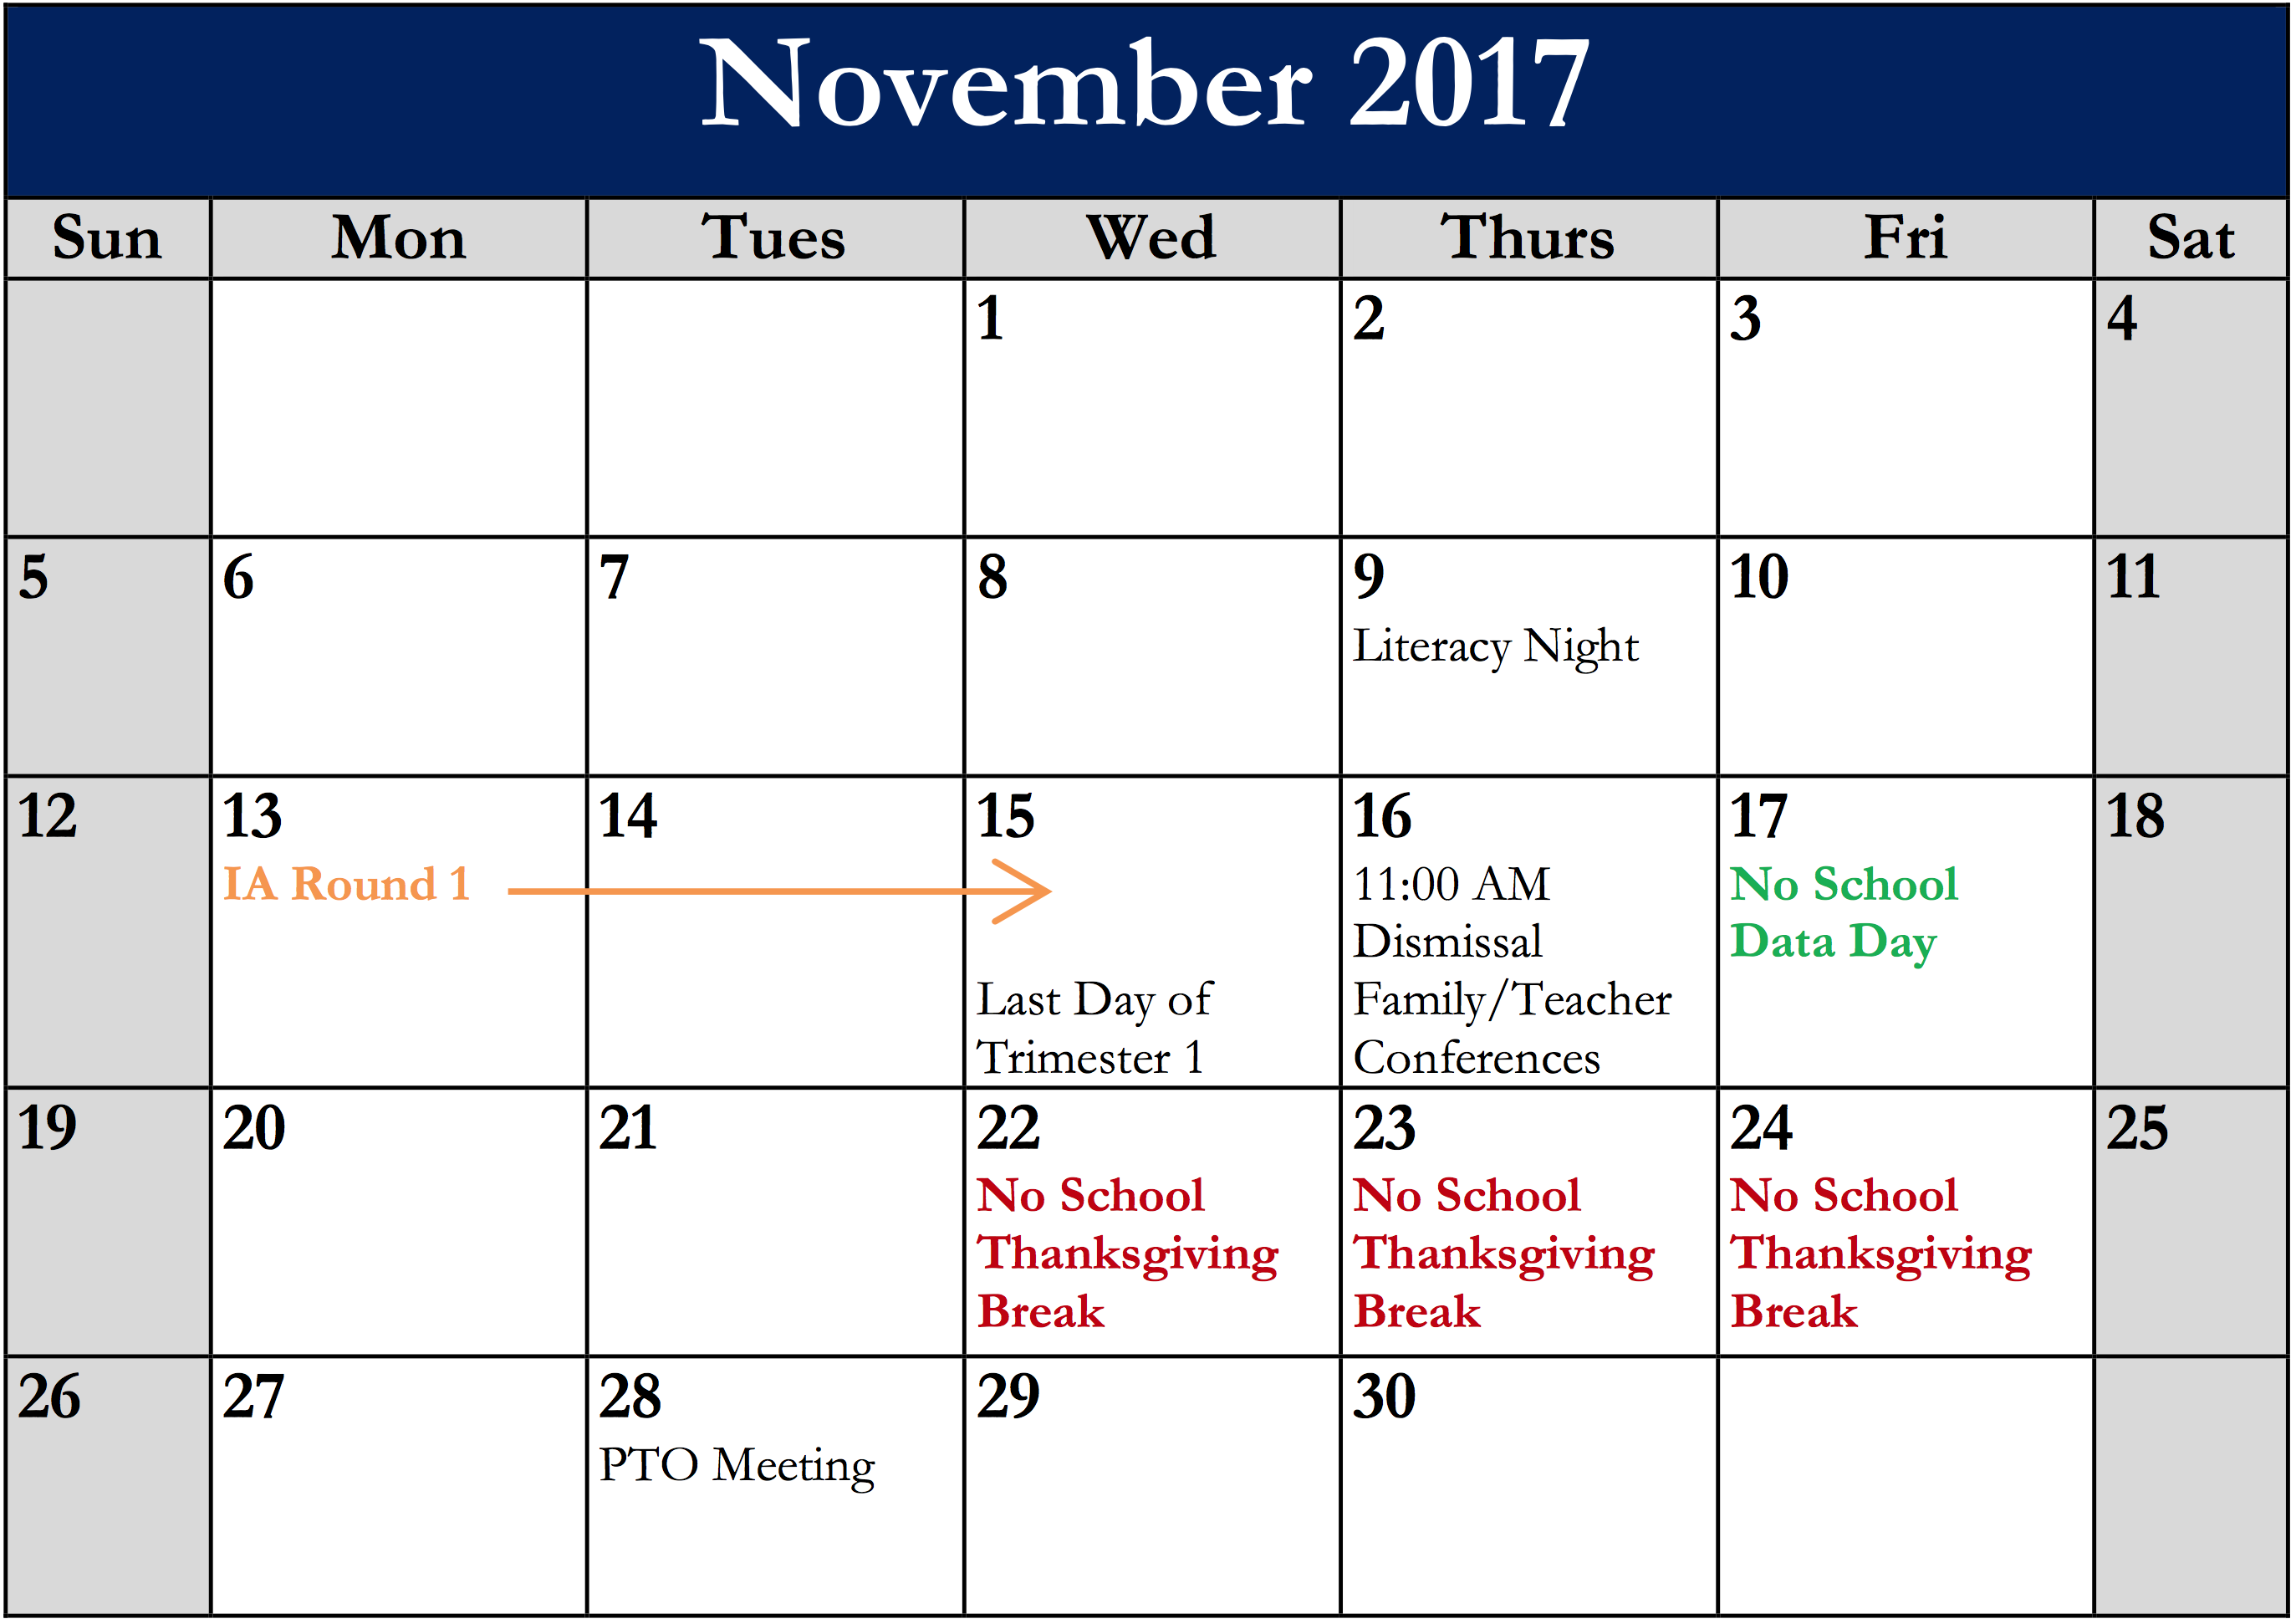 November 2017
Sun Mon Tues Wed Thurs Fri Sat
1 2 3 4
5 6 7 8 9 10 11
Literacy Night
12 13 14 15 16 17 18
IA Round 1
Last Day of
Trimester 1
11:00 AM
Dismissal
Family/Teacher
Conferences
No School
Data Day
19 20 21 22 23 24 25
No School
Thanksgiving
Break
No School
Thanksgiving
Break
No School
Thanksgiving
Break
26 27 28 29 30
PTO Meeting